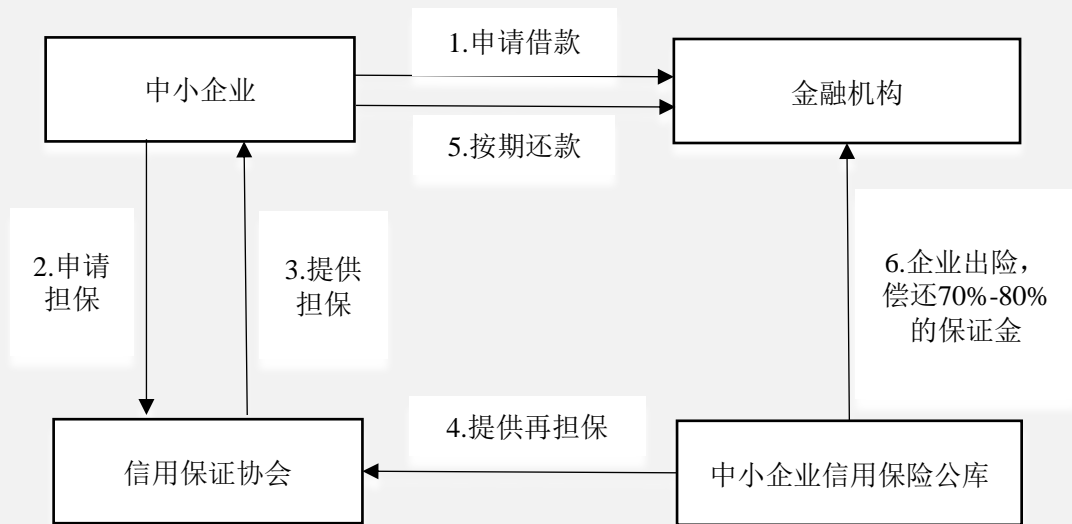 1.申请借款
中小企业
金融机构
5.按期还款
2.申请
担保
3.提供
担保
6.企业出险，
偿还70%-80%
的保证金
4.提供再担保
信用保证协会
中小企业信用保险公库